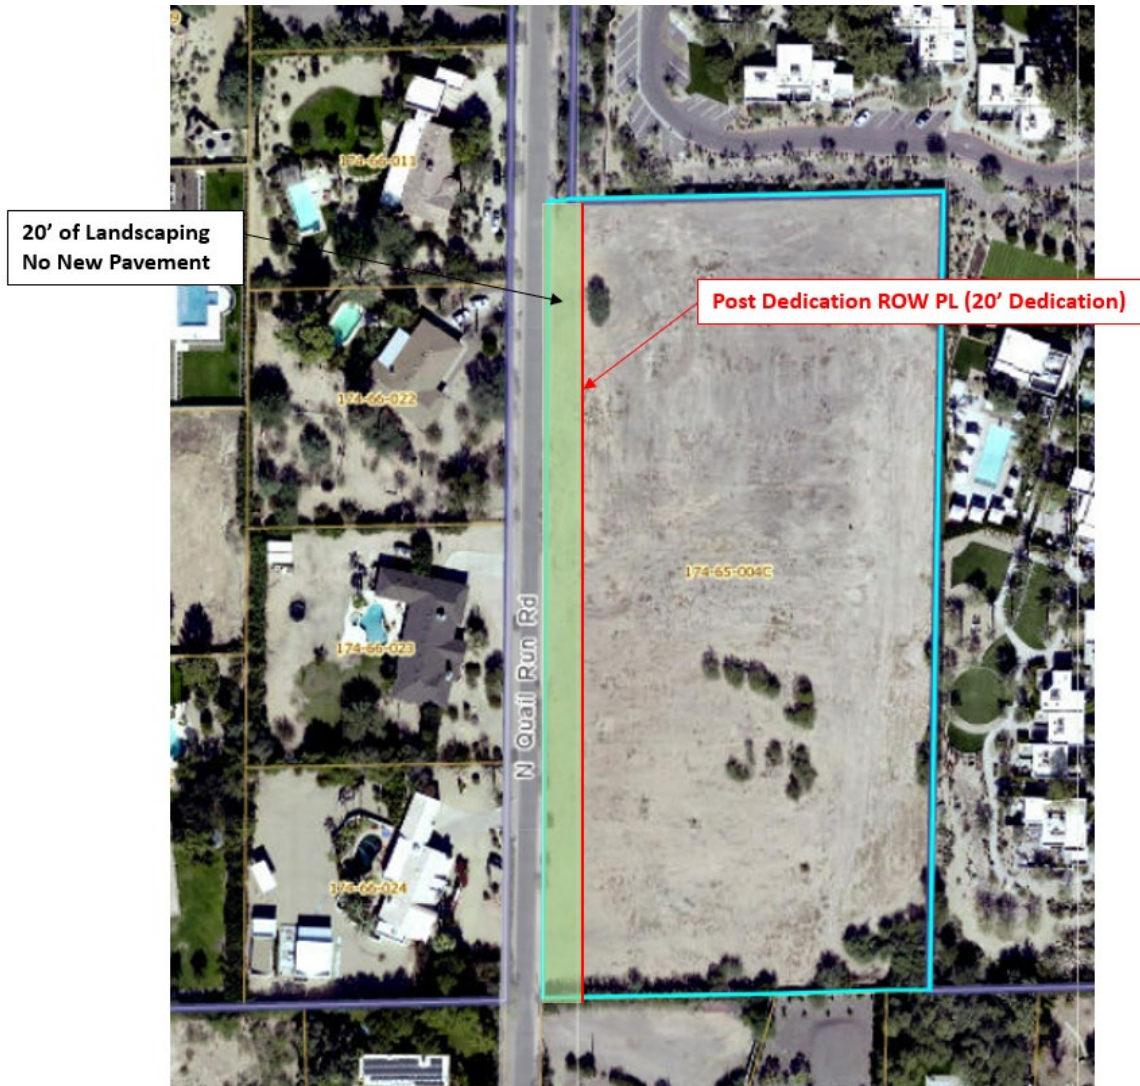 9
174-66-011
20’ of Landscaping
No New Pavement
Post Dedication ROW PL (20’ Dedication)
174-66-022
174-65-004C
N Quail Run Rd
174-66-023
174-66-024